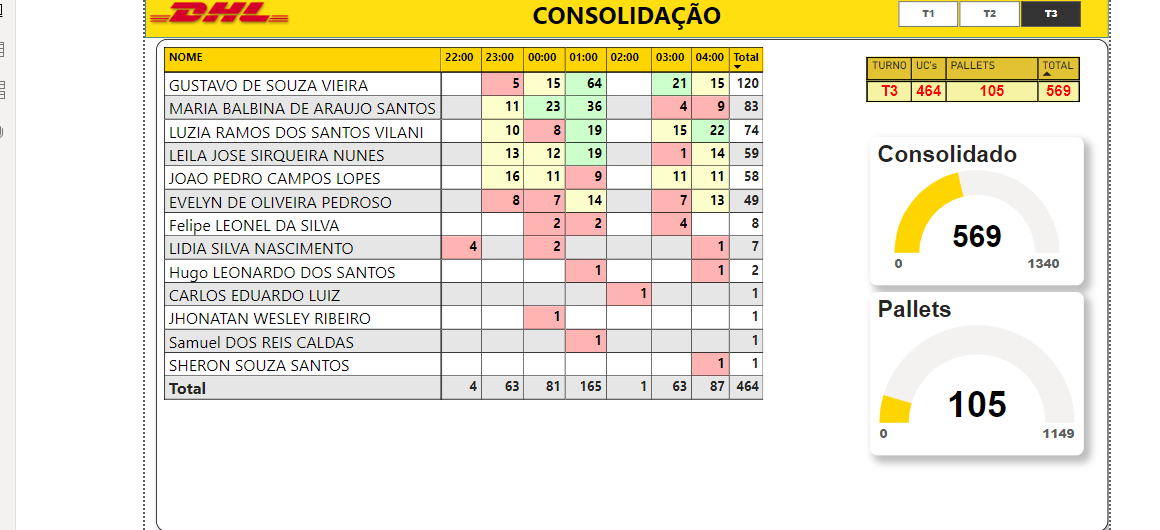 DHL CONSOLIDAÇÃO T1 T2 T3
NOME 22:00 23:00 00:00 01:00 02:00 03:00 04:00 Total
GUSTAVO DE SOUZA VIEIRA 5 15 64 21 15 120
MARIA BALBINA DE ARAUJO SANTOS 11 23 36 4 9 83
LUZIA RAMOS DOS SANTOS VILANI 10 8 19 15 22 74
LEILA JOSE SIRQUEIRA NUNES 13 12 19 1 14 59
JOAO PEDRO CAMPOS LOPES 16 11 9 11 11 58
EVELYN DE OLIVEIRA PEDROSO 8 7 14 7 13 49
Felipe LEONEL DA SILVA 2 2 4 8
LIDIA SILVA NASCIMENTO 4 2 1 7
Hugo LEONARDO DOS SANTOS 1 1 2
CARLOS EDUARDO LUIZ 1 1
JHONATAN WESLEY RIBEIRO 1 1
Samuel DOS REIS CALDAS 1 1
SHERON SOUZA SANTOS 1 1
Total 4 63 81 165 1 63 87 464
TURNO UC's PALLETS TOTAL
T3 464 105 569
Consolidado
569
0 1340
Pallets
105
0 1149